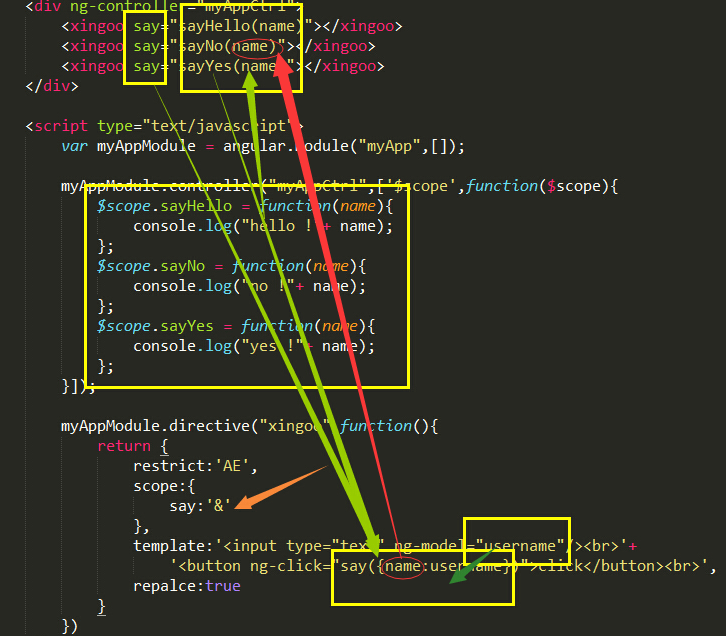 <div ng-controller="myAppCtrl">
<xingoo say="sayHello(name)"></xingoo>
<xingoo say="sayNo(name)"></xingoo>
<xingoo say="sayYes(name)"></xingoo>
</div>
<script type="text/javascript">
var myAppModule = angular.module("myApp",[]);
myAppModule.controller("myAppCtrl",['$scope',function($scope){
$scope.sayHello = function(name){
console.log("hello !"+ name);
};
$scope.sayNo = function(name){
console.log("no !"+ name);
};
$scope.sayYes = function(name){
console.log("yes !"+ name);
};
}]);
myAppModule.directive("xingoo",function(){
return {
restrict:'AE',
scope:{
say:'&'
},
template:'<input type="text" ng-model="username"/><br>'+
'<button ng-click="say({name:username})">click</button><br>',
repalce:true
}
})